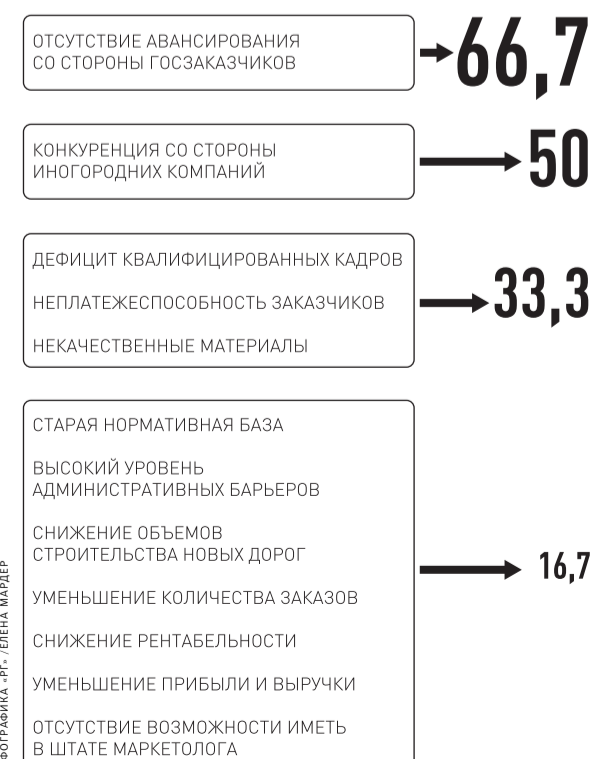 ОТСУТСТВИЕ АВАНСИРОВАНИЯ
СО СТОРОНЫ ГОСЗАКАЗЧИКОВ
66,7
КОНКУРЕНЦИЯ СО СТОРОНЫ
ИНОГОРОДНИХ КОМПАНИЙ
50
ДЕФИЦИТ КВАЛИФИЦИРОВАННЫХ КАДРОВ
НЕПЛАТЕЖЕСПОСОБНОСТЬ ЗАКАЗЧИКОВ
НЕКАЧЕСТВЕННЫЕ МАТЕРИАЛЫ
33,3
СТАРАЯ НОРМАТИВНАЯ БАЗА
ВЫСОКИЙ УРОВЕНЬ
АДМИНИСТРАТИВНЫХ БАРЬЕРОВ
СНИЖЕНИЕ ОБЪЕМОВ
СТРОИТЕЛЬСТВА НОВЫХ ДОРОГ
УМЕНЬШЕНИЕ КОЛИЧЕСТВА ЗАКАЗОВ
СНИЖЕНИЕ РЕНТАБЕЛЬНОСТИ
УМЕНЬШЕНИЕ ПРИБЫЛИ И ВЫРУЧКИ
ОТСУТСТВИЕ ВОЗМОЖНОСТИ ИМЕТЬ
В ШТАТЕ МАРКЕТОЛОГА
16,7
ФОГРАФИКА «РГ» / ЕЛЕНА МАРДЕР